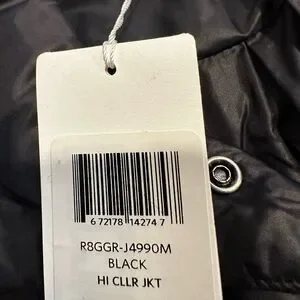 6 72178 14274 7
R8GGR-J4990M
BLACK
HI CLLR JKT